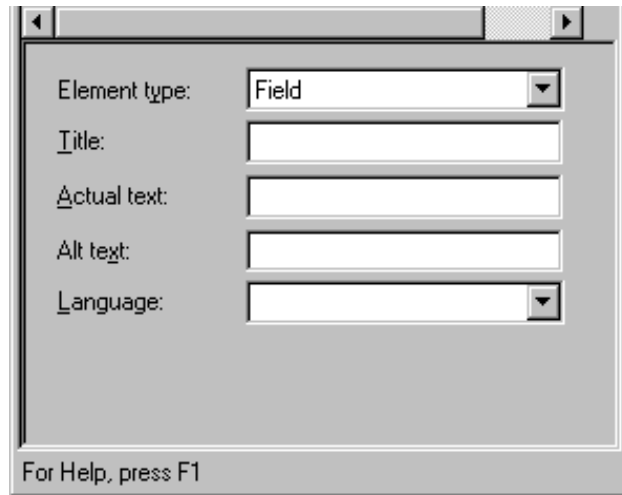 Element type: Field
Title:
Actual text:
Alt text:
Language:
For Help, press F1